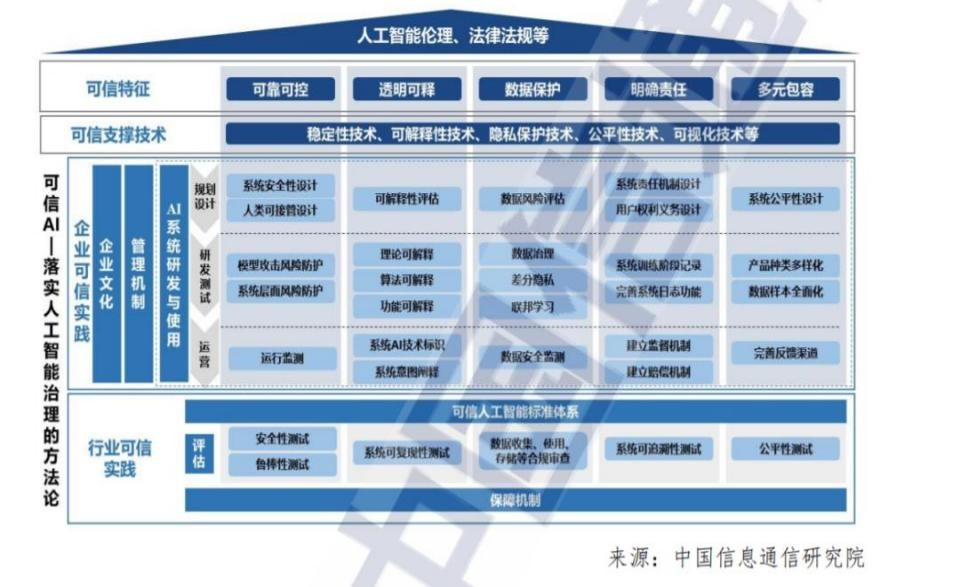 人工智能伦理、法律法规等
可信特征
可靠可控
透明可释
数据保护
明确责任
多元包容
可信支撑技术
稳定性技术、可解释性技术、隐私保护技术、公平性技术、可视化技术等
可信AI—落实人工智能治理的方法论
企业可信实践
企业文化
管理机制
AI系统研发与使用
规划
设计
系统安全性设计
人类可接管设计
可解释性评估
数据风险评估
系统责任机制设计
用户权利义务设计
系统公平性设计
研发测试
模型攻击风险防护
系统层面风险防护
理论可解释
算法可解释
功能可解释
数据治理
差分隐私
联邦学习
系统训练阶段记录
完善系统日志功能
产品种类多样化
数据样本全面化
运营
运行监测
系统AI技术标识
系统意图阐释
数据安全监测
建立监督机制
建立赔偿机制
完善反馈渠道
行业可信
实践
可信人工智能标准体系
评估
安全性测试
鲁棒性测试
系统可复现性测试
数据收集、使用、
存储等合规审查
系统可追溯性测试
公平性测试
保障机制
来源：中国信息通信研究院
中国信通